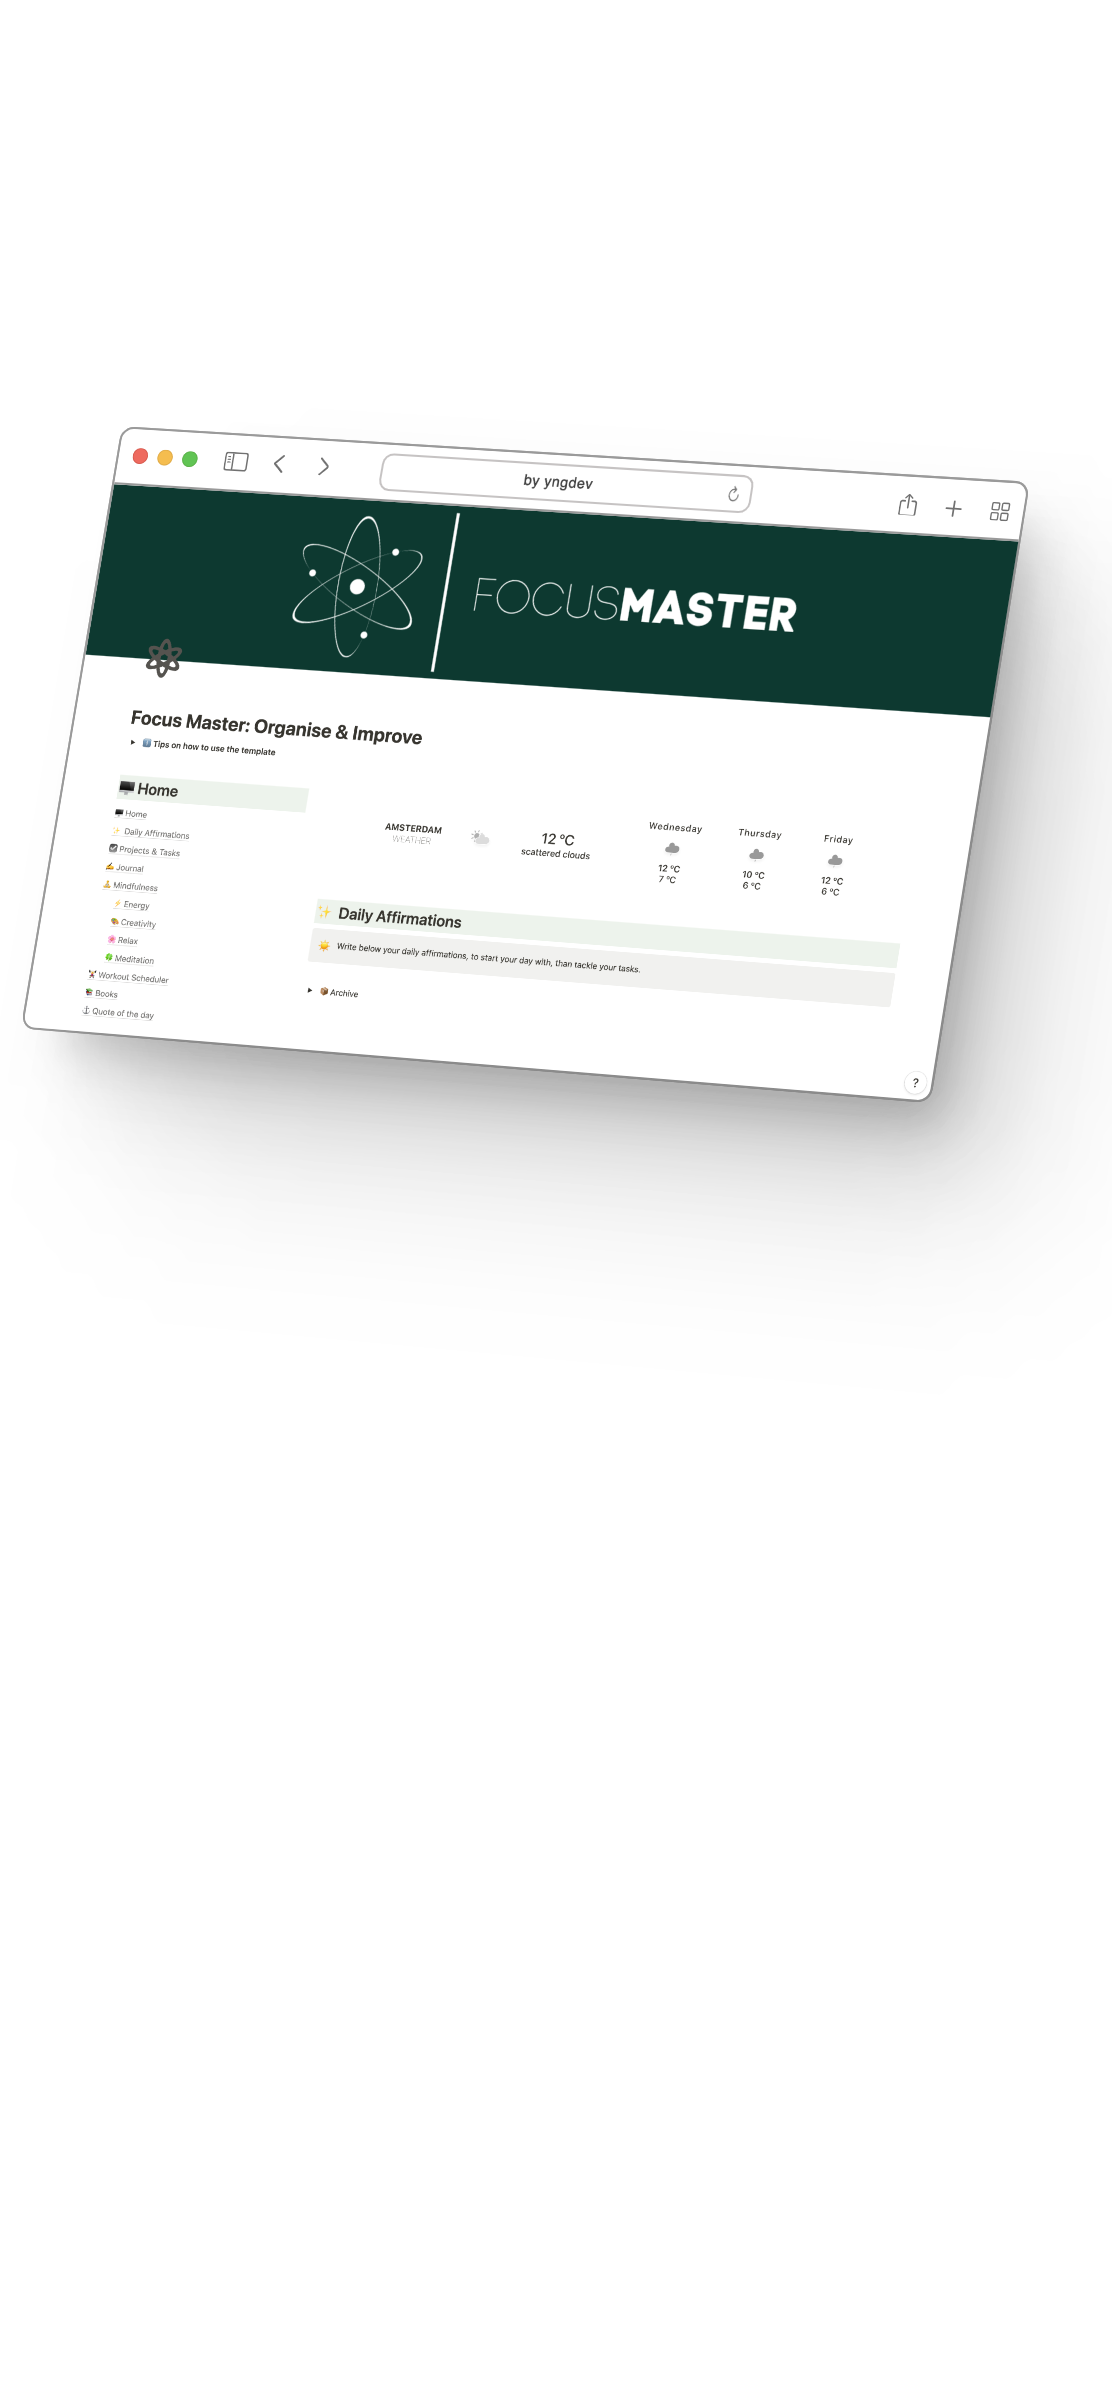 by yngdev
FOCUSMASTER
Focus Master: Organise & Improve
Tips on how to use the template
Home
Home
Daily Affirmations
Projects & Tasks
Journal
Mindfulness
Energy
Creativity
Relax
Meditation
Workout Scheduler
Books
Quote of the day
AMSTERDAM
WEATHER
12 °C
scattered clouds
Wednesday
12 °C
7 °C
Thursday
10 °C
6 °C
Friday
12 °C
6 °C
Daily Affirmations
Write below your daily affirmations, to start your day with, than tackle your tasks.
Archive
?